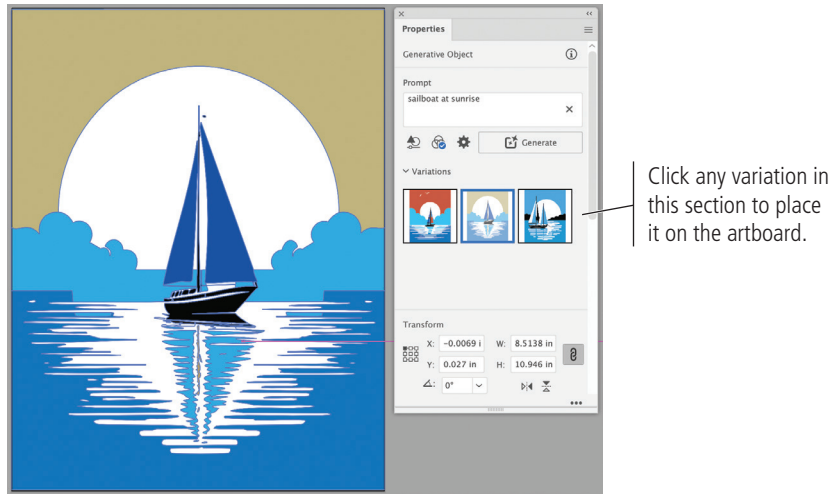 Properties
Generative Object
Prompt
sailboat at sunrise
Generate
Variations
Click any variation in
this section to place
it on the artboard.
Transform
X: -0.0069 i W: 8.5138 in
Y: 0.027 in H: 10.946 in
0°